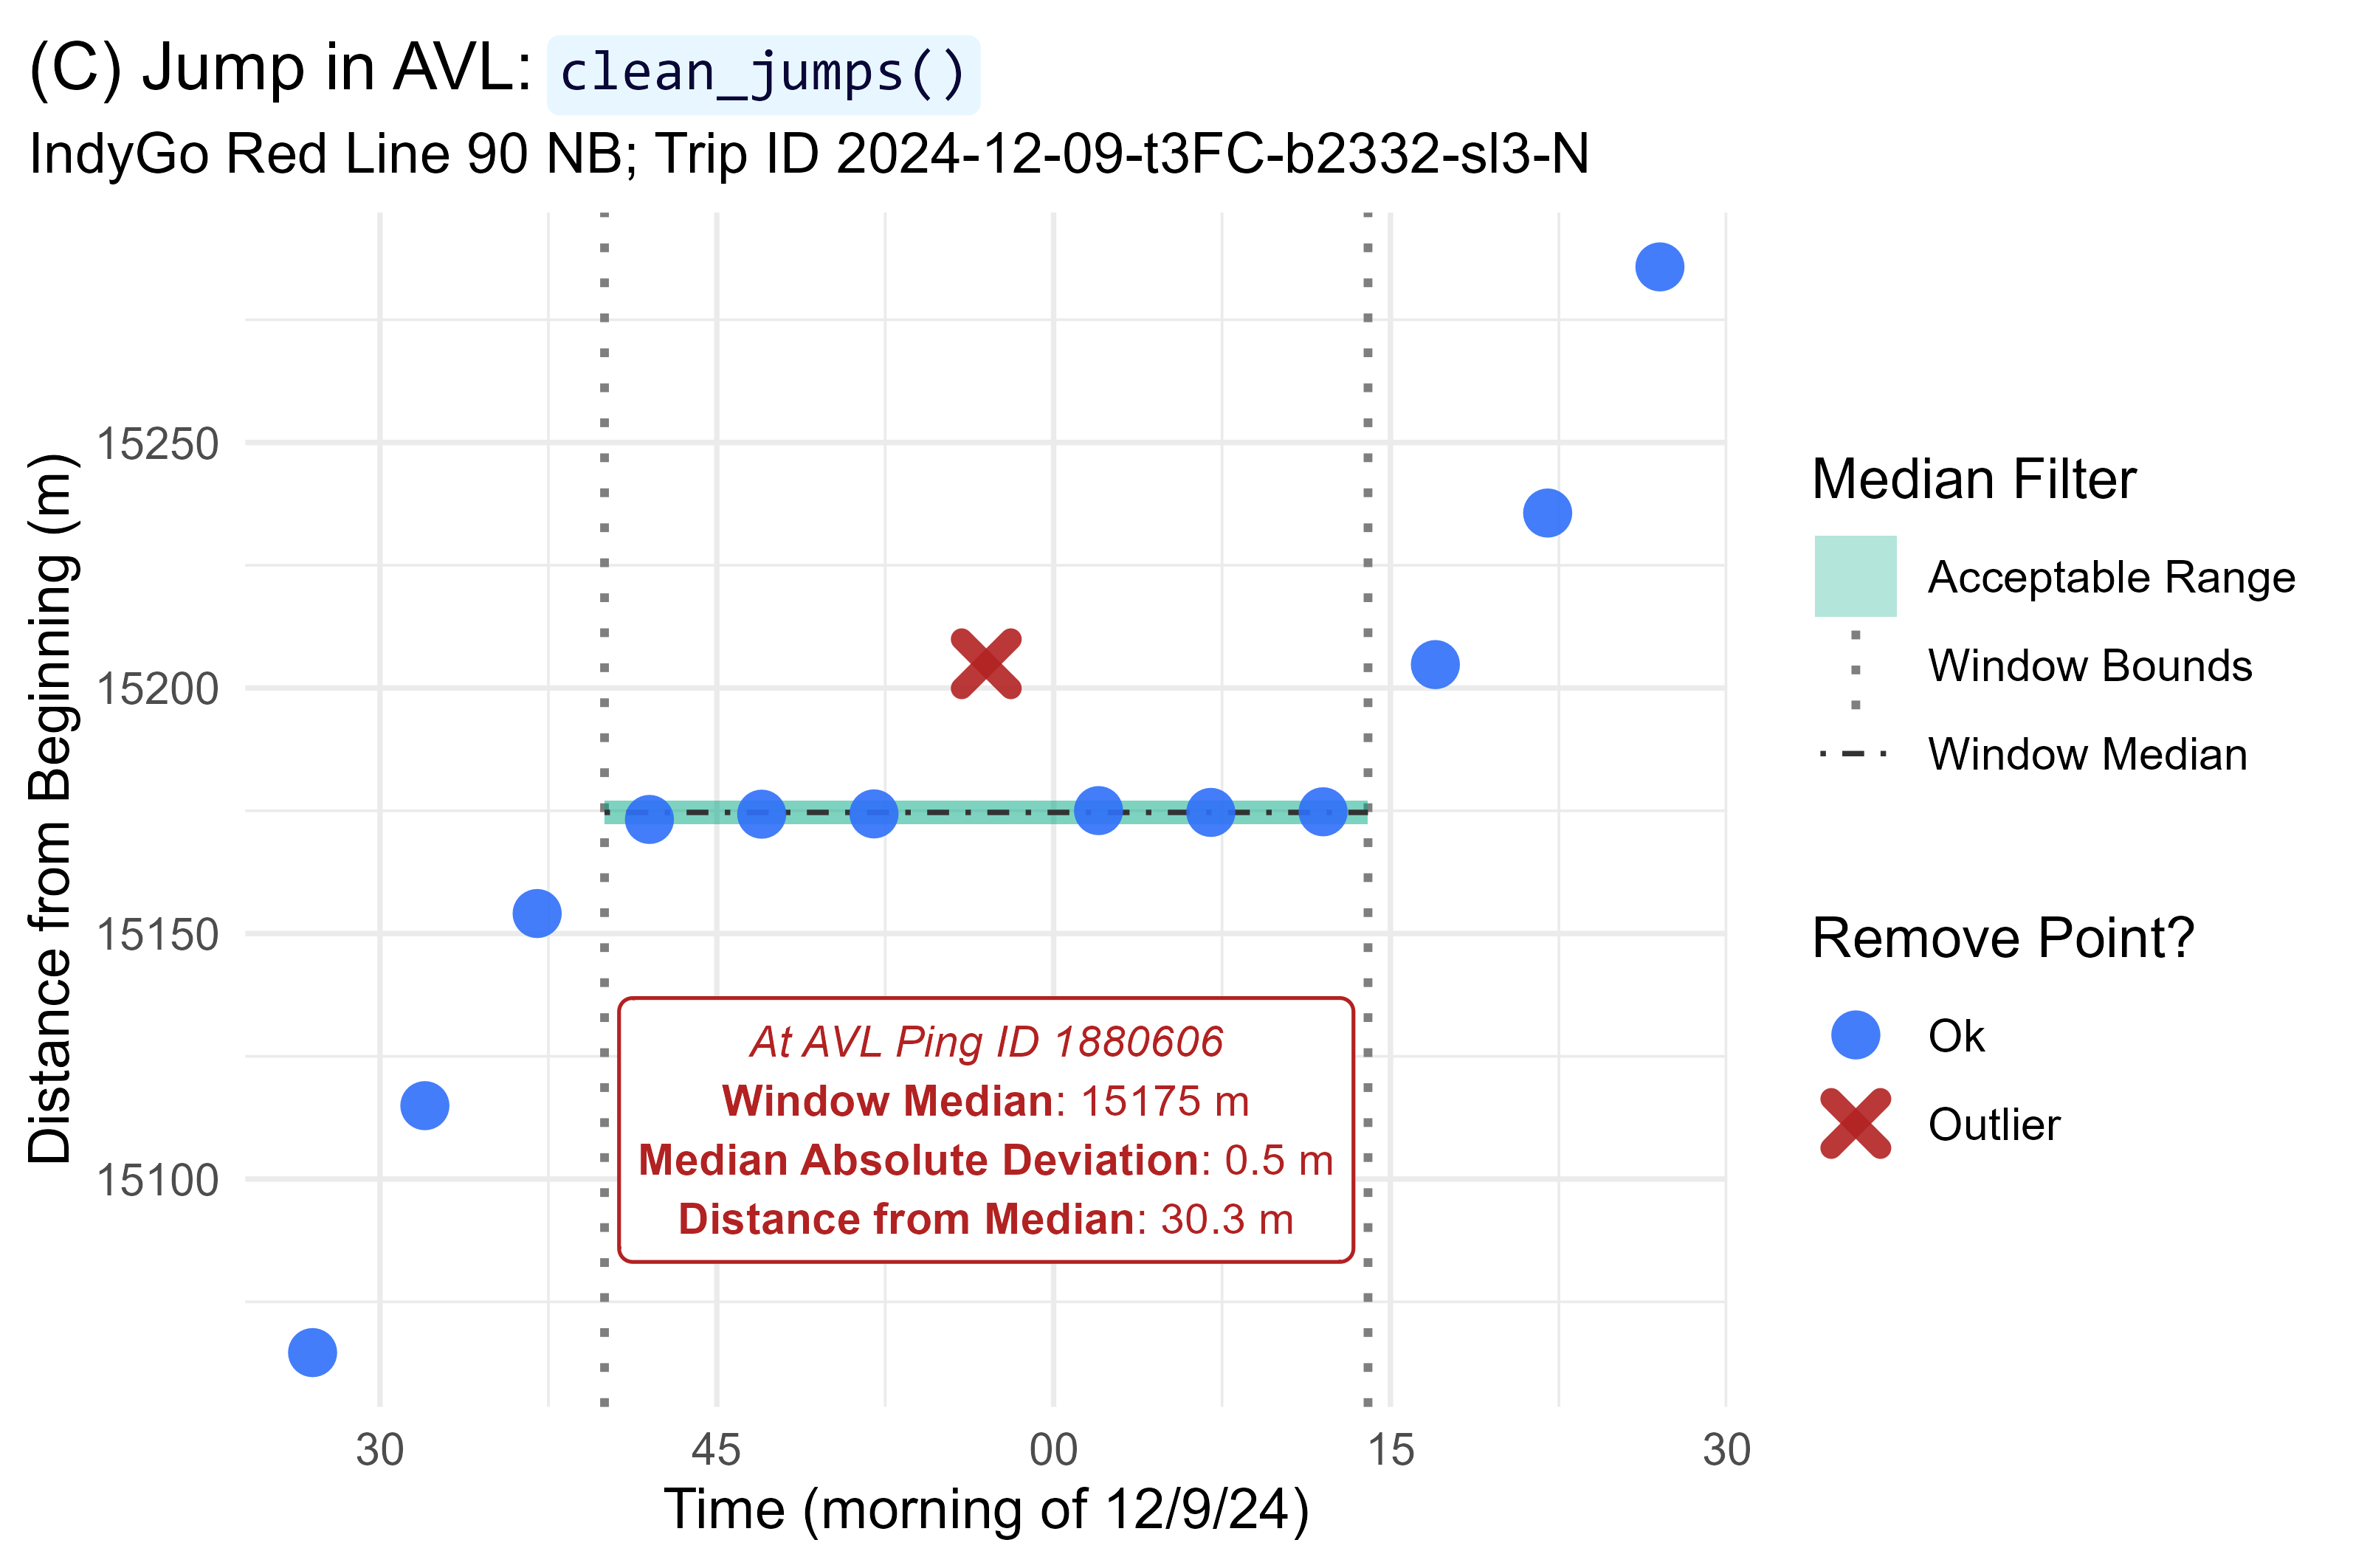 (C) Jump in AVL: clean_jumps()
IndyGo Red Line 90 NB; Trip ID 2024-12-09-t3FC-b2332-sl3-N
Distance from Beginning (m)
15250
15200
15150
15100
At AVL Ping ID 1880606
Window Median: 15175 m
Median Absolute Deviation: 0.5 m
Distance from Median: 30.3 m
30 45 00 15 30
Time (morning of 12/9/24)
Median Filter
Acceptable Range
Window Bounds
Window Median
Remove Point?
Ok
Outlier